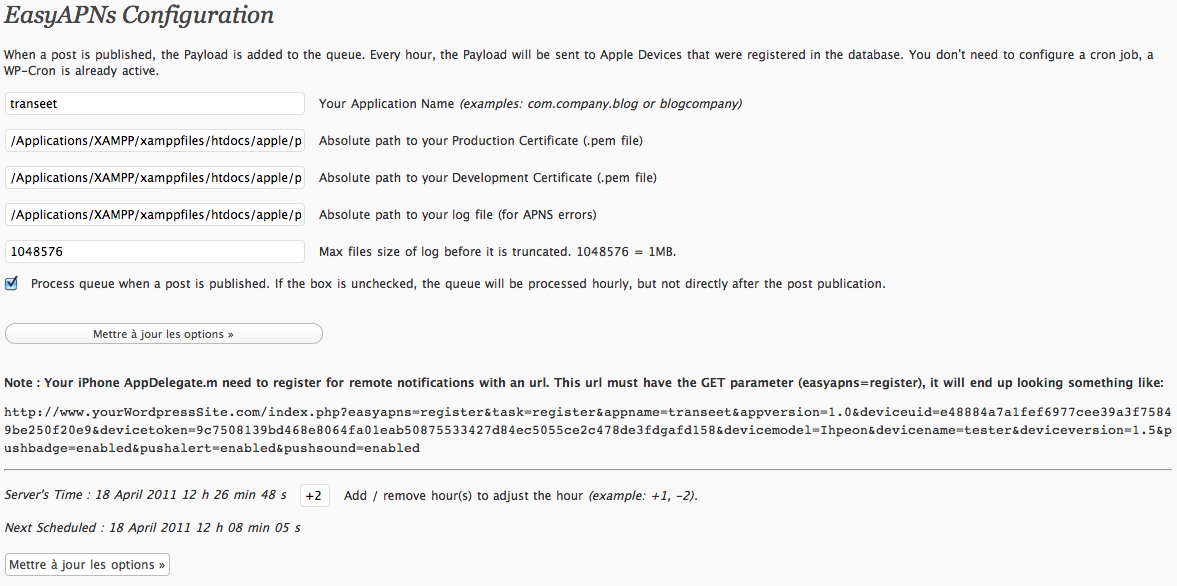 EasyAPNs Configuration
When a post is published, the Payload is added to the queue. Every hour, the Payload will be sent to Apple Devices that were registered in the database. You don't need to configure a cron job, a
WP-Cron is already active.
transeet Your Application Name (examples: com.company.blog or blogcompany)
/Applications/XAMPP/xamppfiles/htdocs/apple/p Absolute path to your Production Certificate (.pem file)
/Applications/XAMPP/xamppfiles/htdocs/apple/p Absolute path to your Development Certificate (.pem file)
/Applications/XAMPP/xamppfiles/htdocs/apple/p Absolute path to your log file (for APNS errors)
1048576 Max files size of log before it is truncated. 1048576 = 1MB.
Process queue when a post is published. If the box is unchecked, the queue will be processed hourly, but not directly after the post publication.
Mettre à jour les options »
Note : Your iPhone AppDelegate.m need to register for remote notifications with an url. This url must have the GET parameter (easyapns=register), it will end up looking something like:
http://www.yourWordpressSite.com/index.php?easyapns=register&task=register&appname=transeet&appversion=1.0&deviceuid=e48884a7a1fef6977cee39a3f7584
9be250f20e9&devicetoken=9c7508139bd468e8064fa01eab50875533427d84ec5055ce2c478de3fdgafd158&devicemodel=Ihpeon&devicename=tester&deviceversion=1.5&p
ushbadge=enabled&pushalert=enabled&pushsound=enabled
Server's Time : 18 April 2011 12 h 26 min 48 s +2 Add / remove hour(s) to adjust the hour (example: +1, -2).
Next Scheduled : 18 April 2011 12 h 08 min 05 s
Mettre à jour les options »